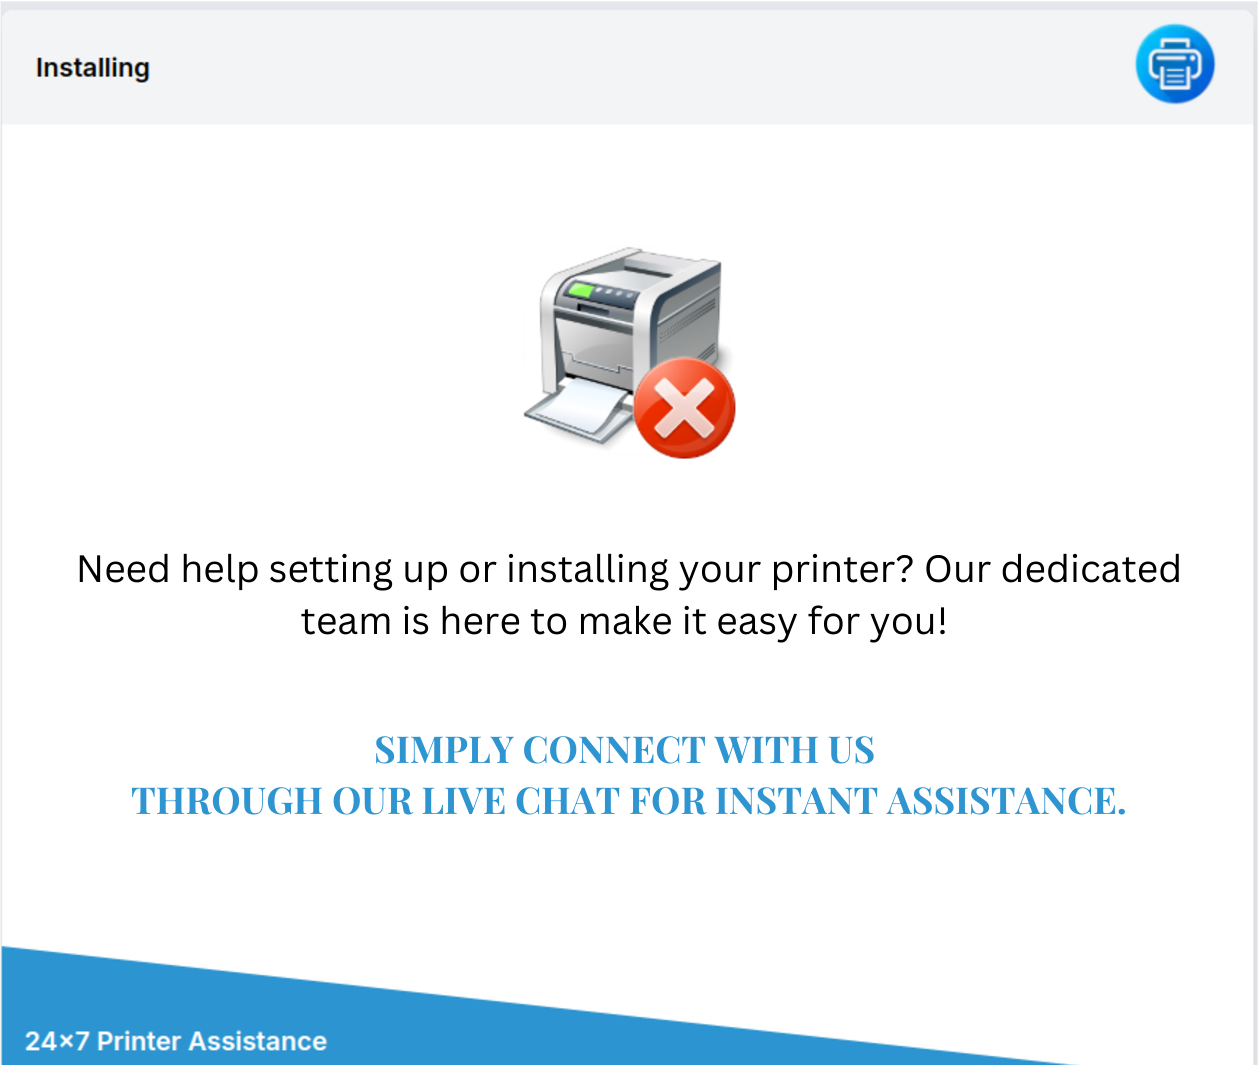 Installing
Need help setting up or installing your printer? Our dedicated
team is here to make it easy for you!
SIMPLY CONNECT WITH US
THROUGH OUR LIVE CHAT FOR INSTANT ASSISTANCE.
24×7 Printer Assistance